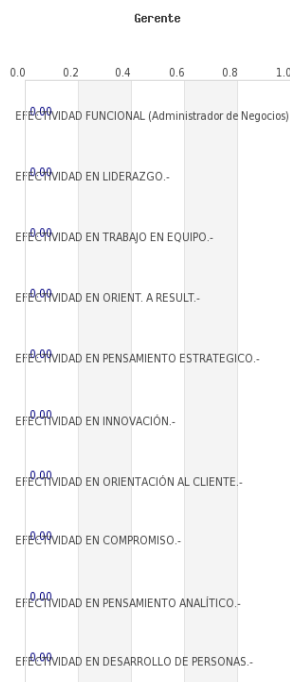 Gerente
0.0 0.2 0.4 0.6 0.8 1.0
0.00
EFECTIVIDAD FUNCIONAL (Administrador de Negocios)
0.00
EFECTIVIDAD EN LIDERAZGO.-
0.00
EFECTIVIDAD EN TRABAJO EN EQUIPO.-
0.00
EFECTIVIDAD EN ORIENT. A RESULT.-
0.00
EFECTIVIDAD EN PENSAMIENTO ESTRATEGICO.-
0.00
EFECTIVIDAD EN INNOVACIÓN.-
0.00
EFECTIVIDAD EN ORIENTACIÓN AL CLIENTE.-
0.00
EFECTIVIDAD EN COMPROMISO.-
0.00
EFECTIVIDAD EN PENSAMIENTO ANALÍTICO.-
0.00
EFECTIVIDAD EN DESARROLLO DE PERSONAS.-